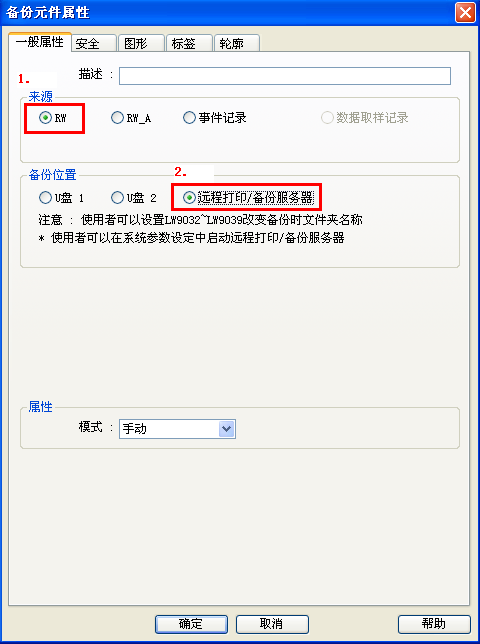 备份元件属性
一般属性 安全 图形 标签 轮廓
描述 :
1.
来源
RW RW_A 事件记录 数据取样记录
2.
备份位置
U盘 1 U盘 2 远程打印/备份服务器
注意 : 使用者可以设置LW9032~LW9039改变备份时文件夹名称
* 使用者可以在系统参数设定中启动远程打印/备份服务器
属性
模式 : 手动
确定 取消 帮助